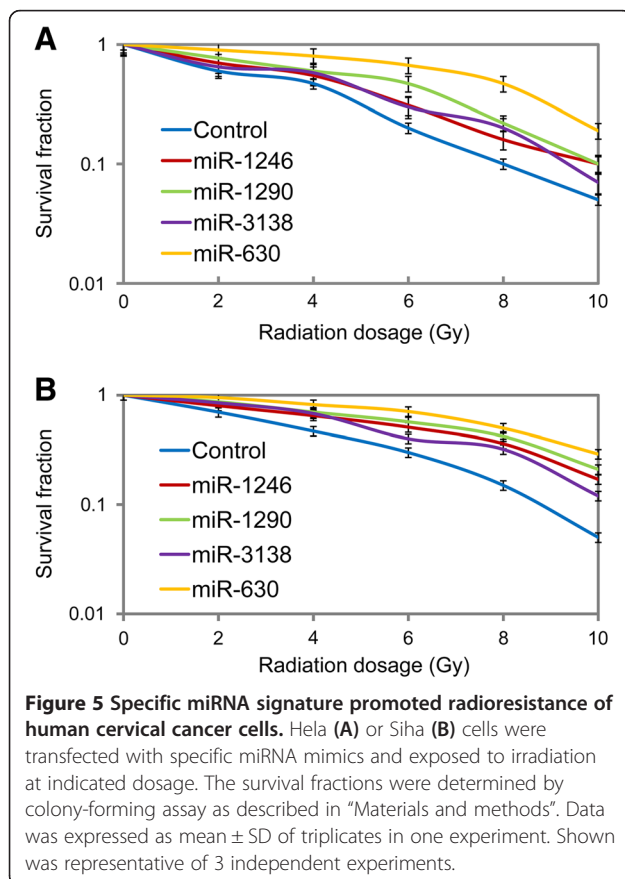 A
1
0.1
0.01
Survival fraction
Control
miR-1246
miR-1290
miR-3138
miR-630
0 2 4 6 8 10
Radiation dosage (Gy)
B
1
0.1
0.01
Survival fraction
Control
miR-1246
miR-1290
miR-3138
miR-630
0 2 4 6 8 10
Radiation dosage (Gy)
Figure 5 Specific miRNA signature promoted radioresistance of
human cervical cancer cells. Hela (A) or Siha (B) cells were
transfected with specific miRNA mimics and exposed to irradiation
at indicated dosage. The survival fractions were determined by
colony-forming assay as described in “Materials and methods”. Data
was expressed as mean ± SD of triplicates in one experiment. Shown
was representative of 3 independent experiments.